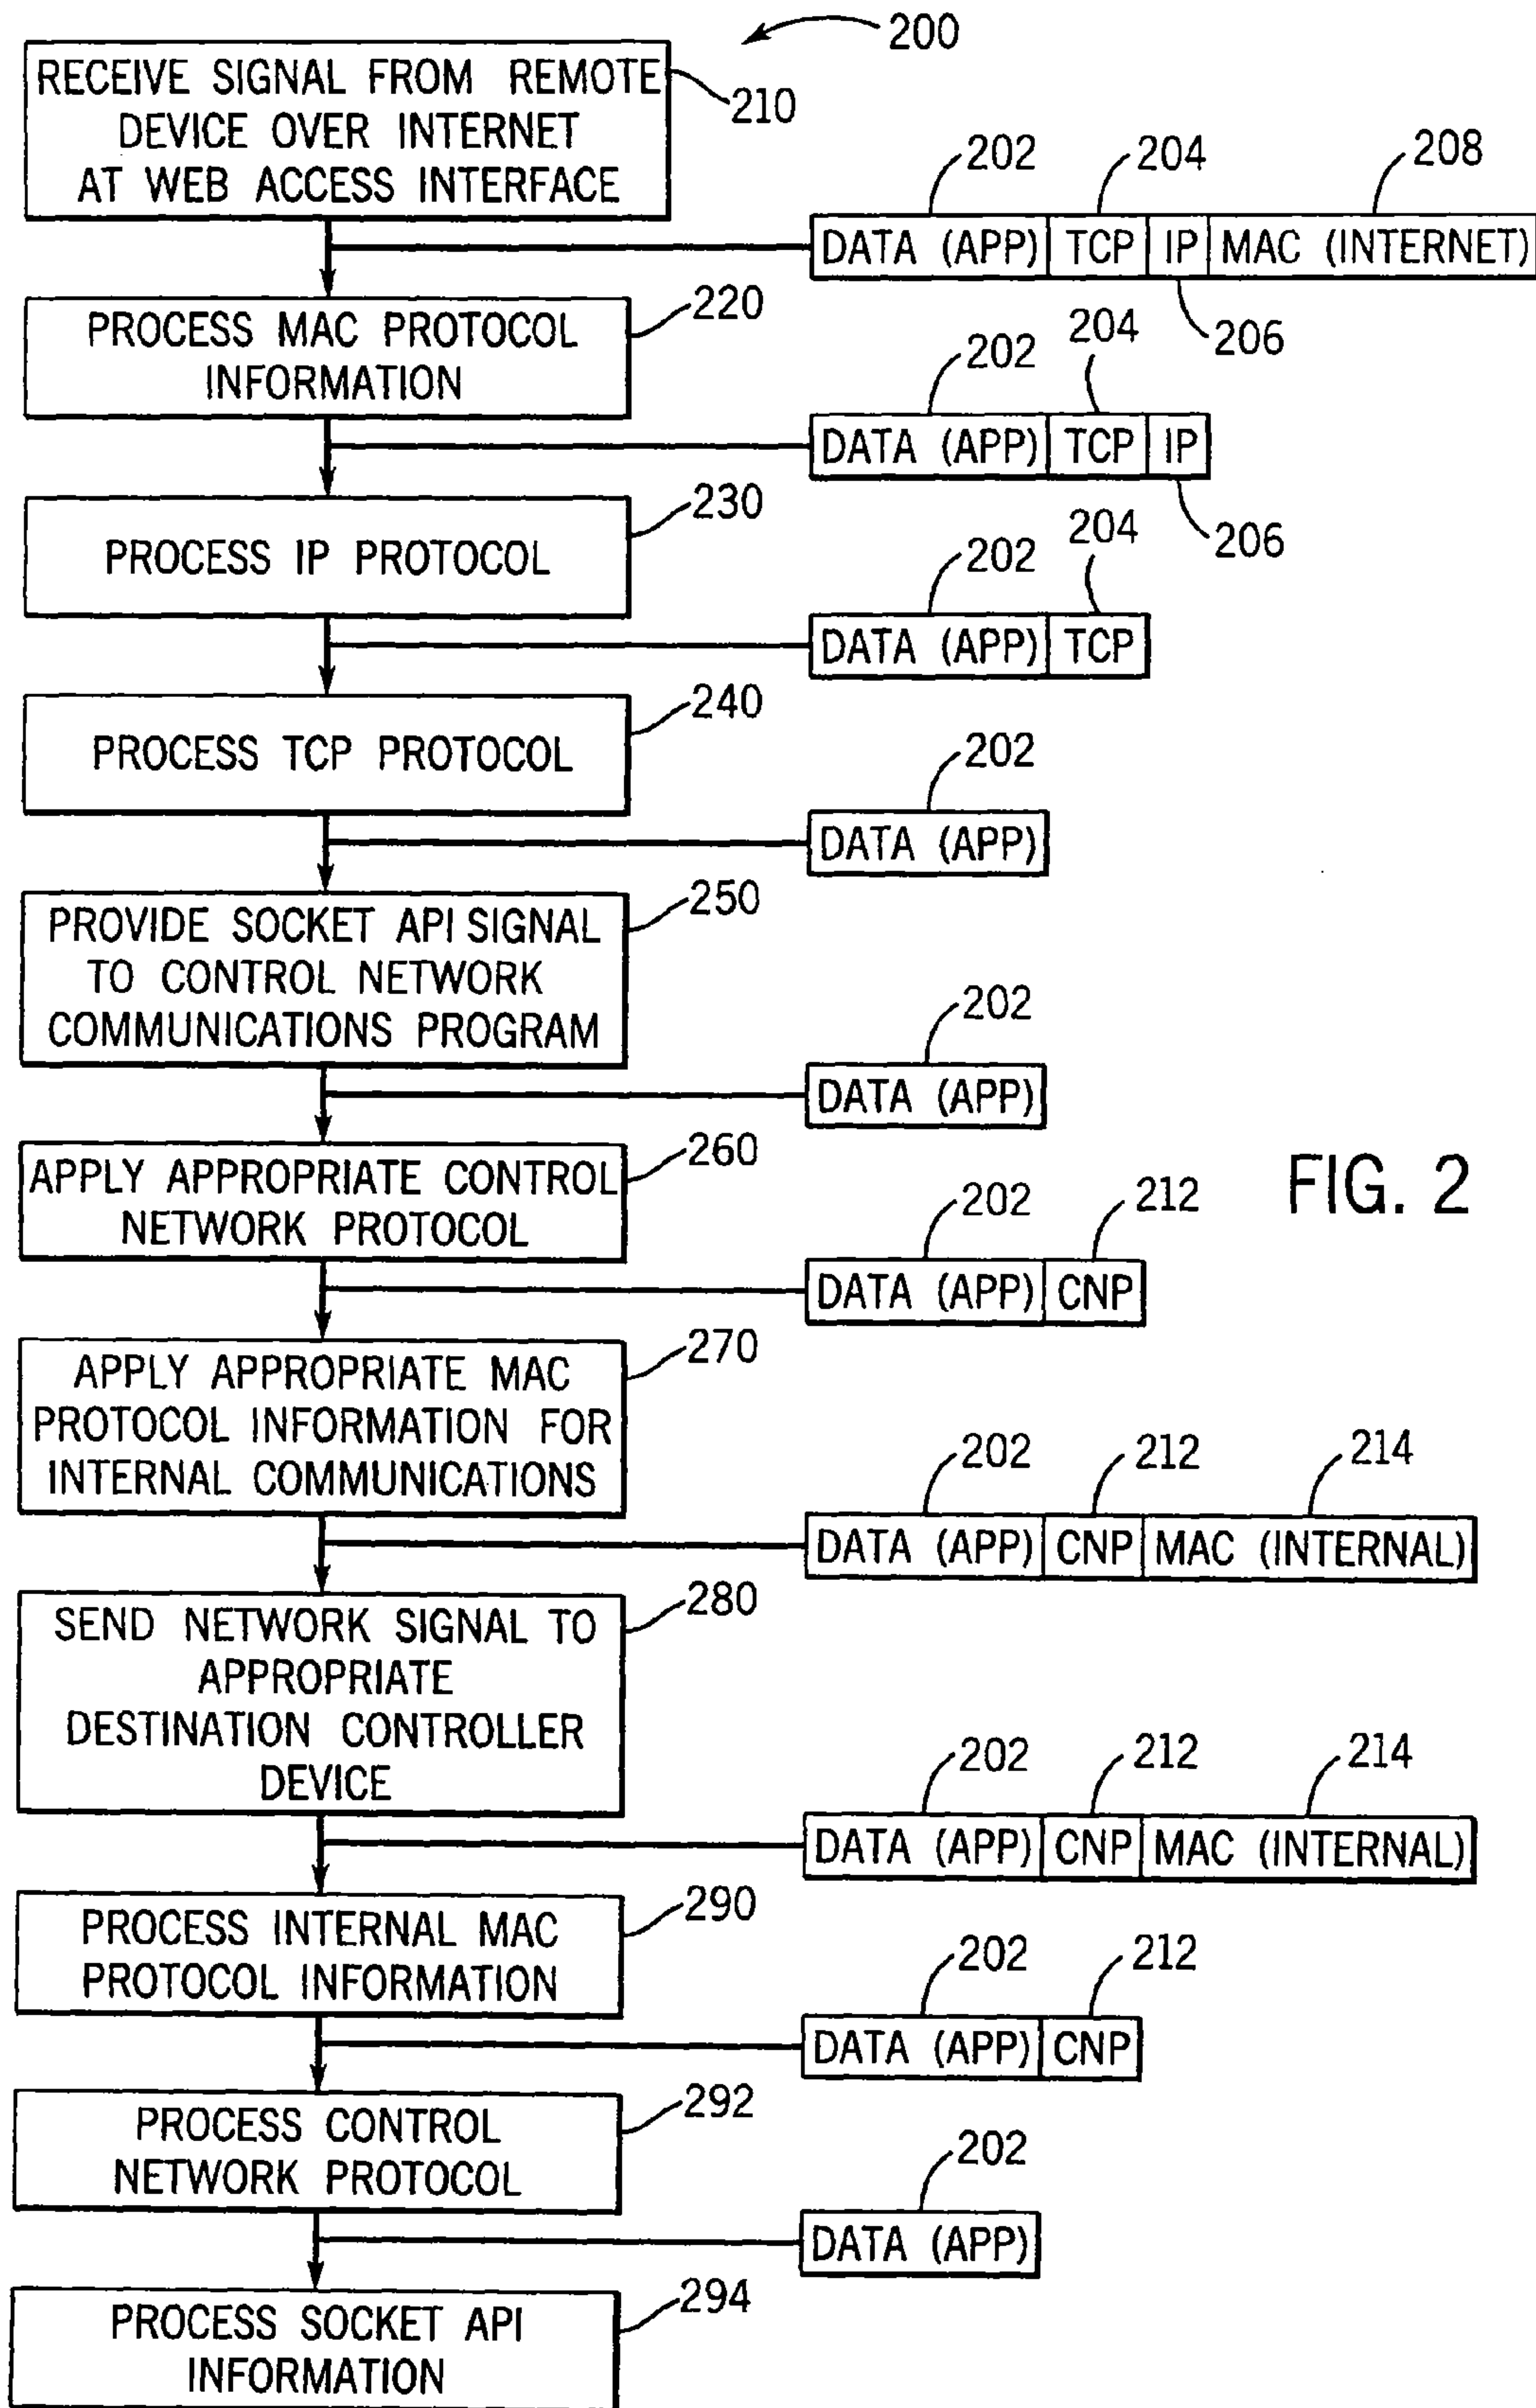 200
RECEIVE SIGNAL FROM REMOTE
DEVICE OVER INTERNET
AT WEB ACCESS INTERFACE
210
202
204
208
DATA (APP) TCP IP MAC (INTERNET)
206
PROCESS MAC PROTOCOL
INFORMATION
220
202
204
DATA (APP) TCP IP
206
PROCESS IP PROTOCOL
230
202
204
DATA (APP) TCP
PROCESS TCP PROTOCOL
240
202
DATA (APP)
PROVIDE SOCKET API SIGNAL
TO CONTROL NETWORK
COMMUNICATIONS PROGRAM
250
202
DATA (APP)
APPLY APPROPRIATE CONTROL
NETWORK PROTOCOL
260
FIG. 2
202
212
DATA (APP) CNP
APPLY APPROPRIATE MAC
PROTOCOL INFORMATION FOR
INTERNAL COMMUNICATIONS
270
202
212
214
DATA (APP) CNP MAC (INTERNAL)
SEND NETWORK SIGNAL TO
APPROPRIATE
DESTINATION CONTROLLER
DEVICE
280
202
212
214
DATA (APP) CNP MAC (INTERNAL)
PROCESS INTERNAL MAC
PROTOCOL INFORMATION
290
202
212
DATA (APP) CNP
PROCESS CONTROL
NETWORK PROTOCOL
292
202
DATA (APP)
PROCESS SOCKET API
INFORMATION
294